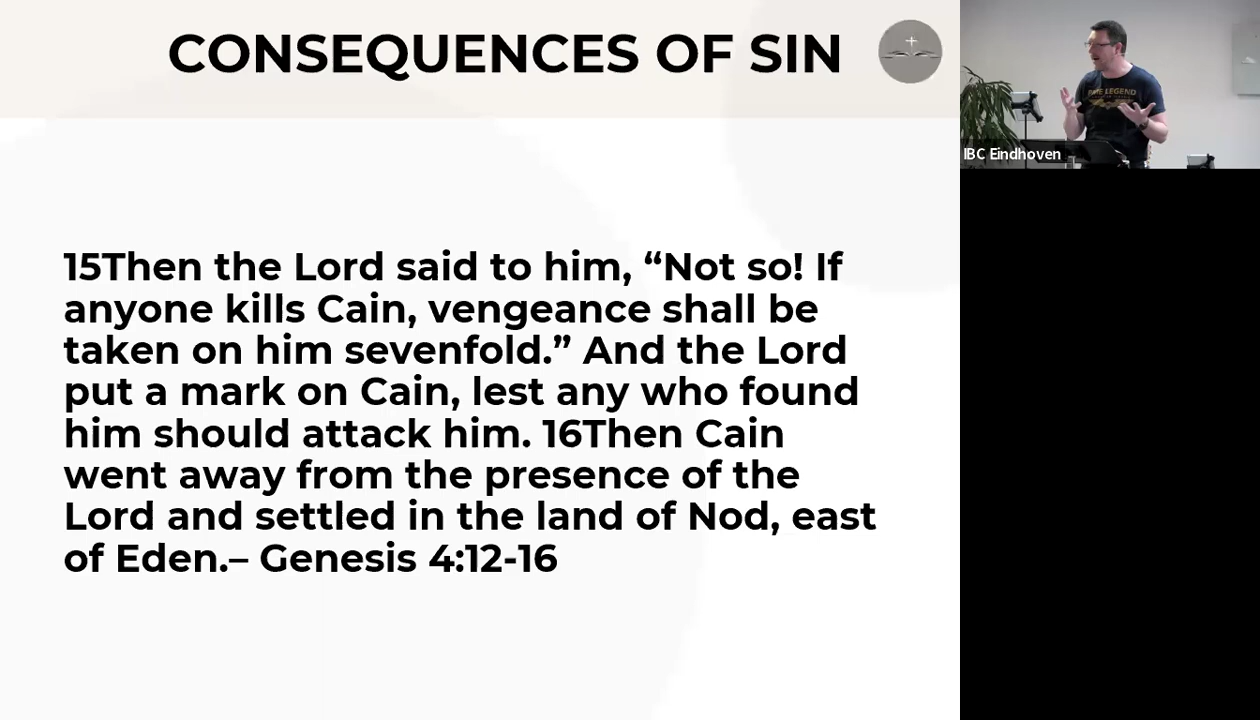 CONSEQUENCES OF SIN
15Then the Lord said to him, “Not so! If
anyone kills Cain, vengeance shall be
taken on him sevenfold.” And the Lord
put a mark on Cain, lest any who found
him should attack him. 16Then Cain
went away from the presence of the
Lord and settled in the land of Nod, east
of Eden.– Genesis 4:12-16
LEGEND
IBC Eindhoven